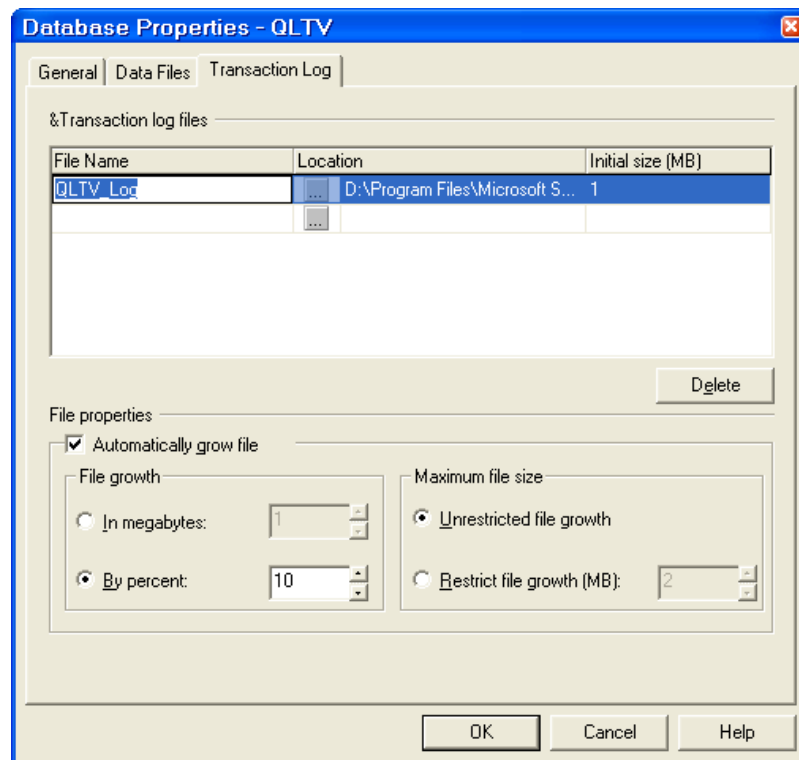 Database Properties - QLTV
General Data Files Transaction Log
&Transaction log files
File Name Location Initial size (MB)
QLTV_Log ... D:\Program Files\Microsoft S... 1
...
Delete
File properties
Automatically grow file
File growth Maximum file size
In megabytes: 1 Unrestricted file growth
By percent: 10 Restrict file growth (MB): 2
OK Cancel Help